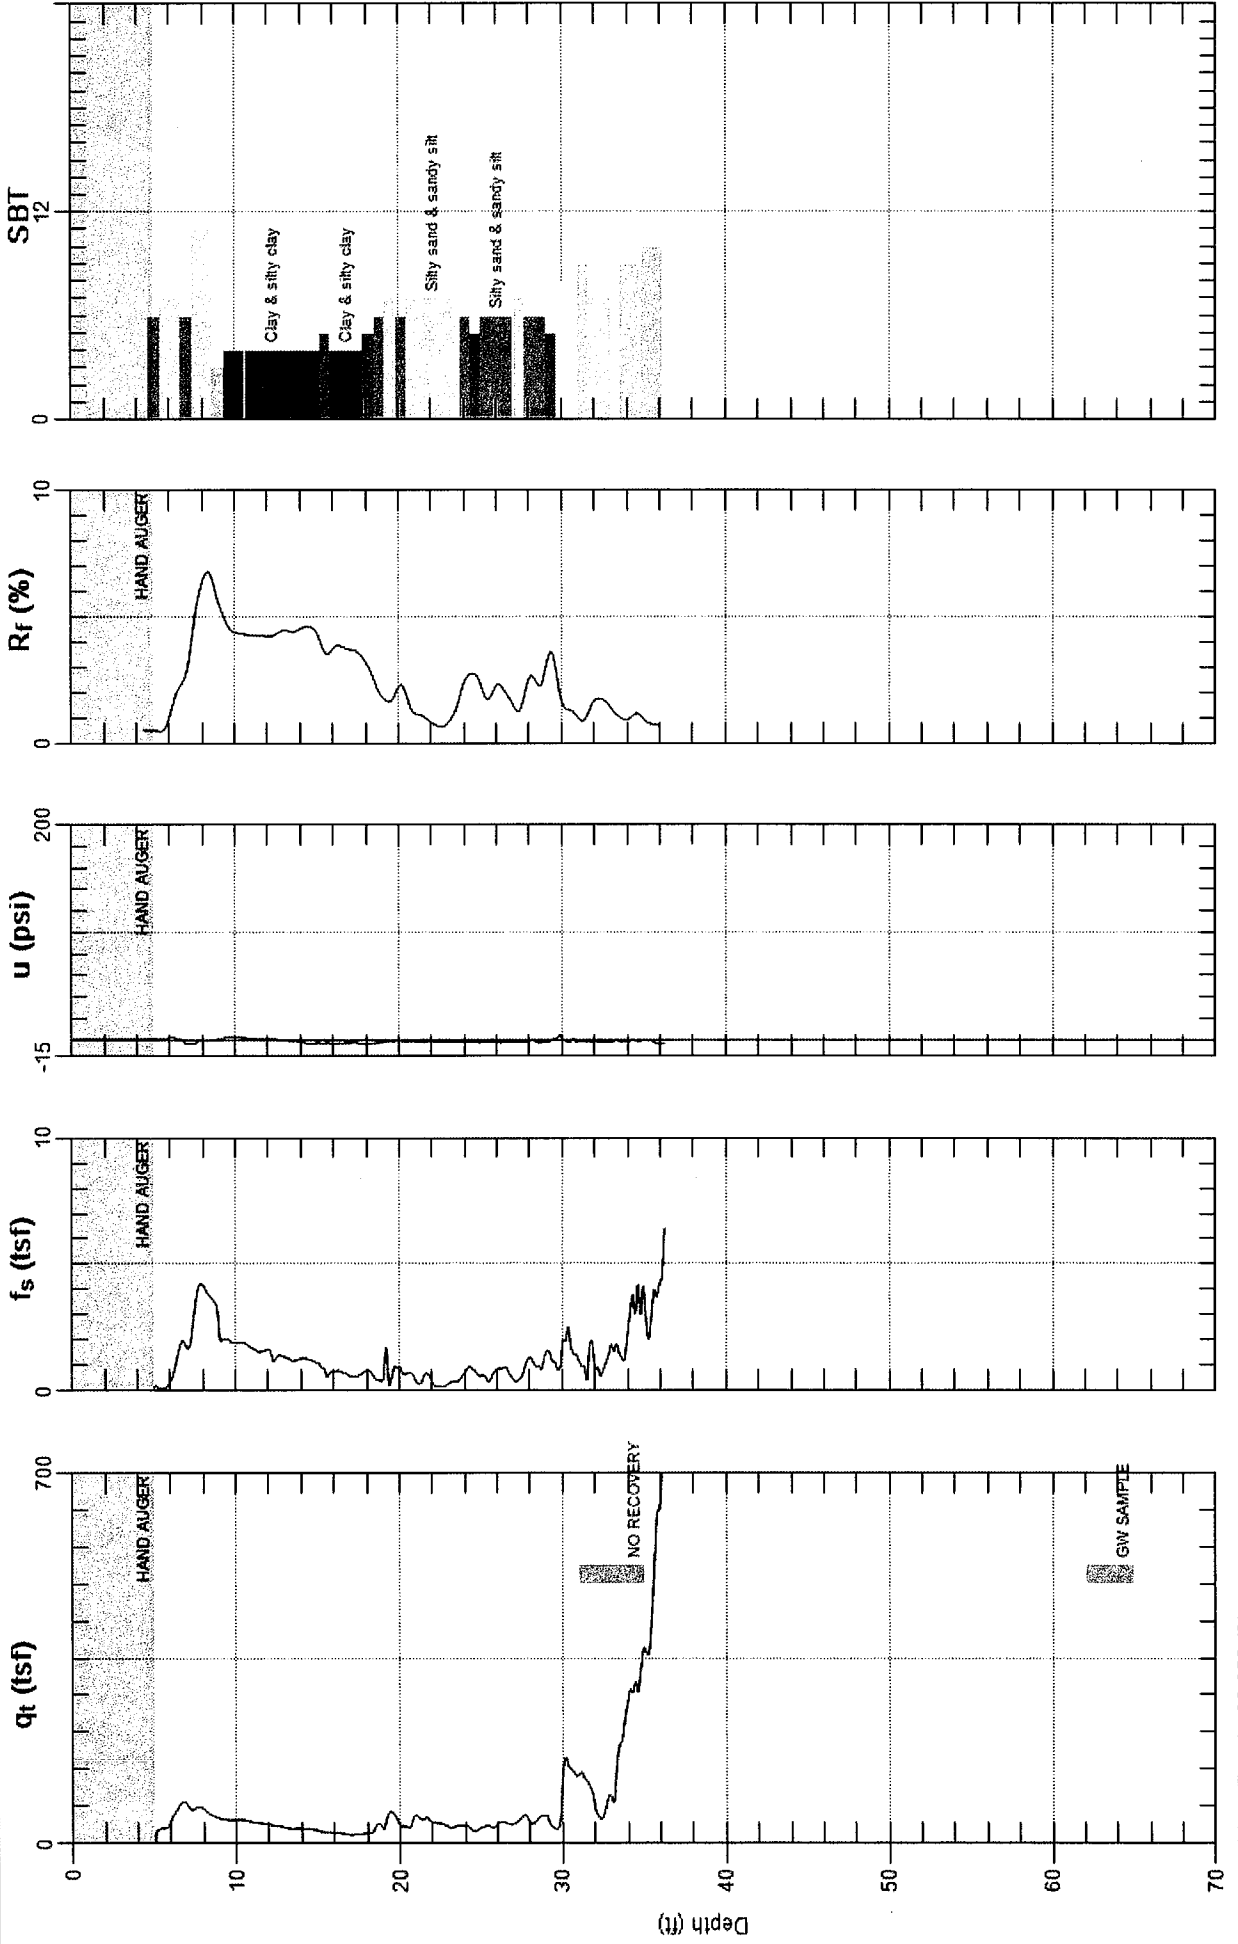 qt (tsf)
0
700
HAND AUGER
NO RECOVERY
GW SAMPLE
Depth (ft)
0
10
20
30
40
50
60
70
fs (tsf)
0
10
HAND AUGER
u (psi)
-15
200
HAND AUGER
Rf (%)
0
10
HAND AUGER
SBT
0
12
Clay & silty clay
Clay & silty clay
Silty sand & sandy silt
Silty sand & sandy silt